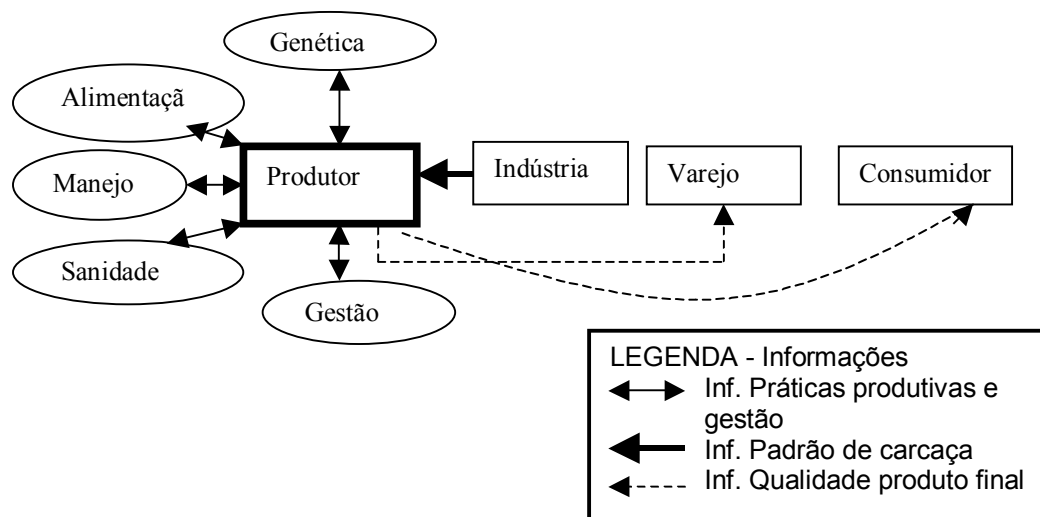 Genética
Alimentaçã
Manejo
Produtor
Indústria
Varejo
Consumidor
Sanidade
Gestão
LEGENDA - Informações
Inf. Práticas produtivas e
gestão
Inf. Padrão de carcaça
Inf. Qualidade produto final